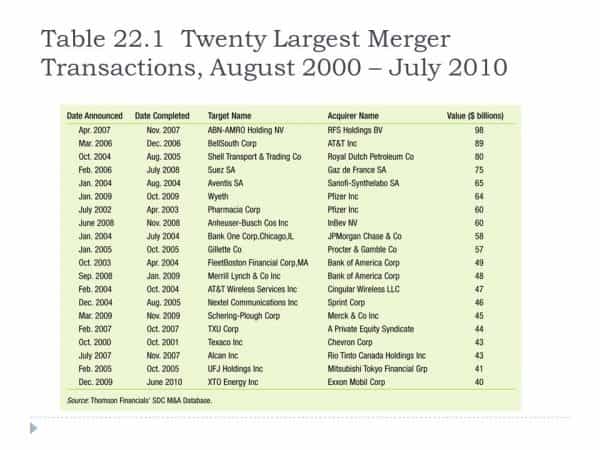 Table 22.1 Twenty Largest Merger
Transactions, August 2000 – July 2010
Date Announced Date Completed Target Name Acquirer Name Value ($ billions)
Apr. 2007 Nov. 2007 ABN-AMRO Holding NV RFS Holdings BV 98
Mar. 2006 Dec. 2006 BellSouth Corp AT&T Inc 89
Oct. 2004 Aug. 2005 Shell Transport & Trading Co Royal Dutch Petroleum Co 80
Feb. 2006 July 2008 Suez SA Gaz de France SA 75
Jan. 2004 Aug. 2004 Aventis SA Sanofi-Synthelabo SA 65
Jan. 2009 Oct. 2009 Wyeth Pfizer Inc 64
July 2002 Apr. 2003 Pharmacia Corp Pfizer Inc 60
June 2008 Nov. 2008 Anheuser-Busch Cos Inc InBev NV 60
Jan. 2004 July 2004 Bank One Corp,Chicago,IL JPMorgan Chase & Co 58
Jan. 2005 Oct. 2005 Gillette Co Procter & Gamble Co 57
Oct. 2003 Apr. 2004 FleetBoston Financial Corp,MA Bank of America Corp 49
Sep. 2008 Jan. 2009 Merrill Lynch & Co Inc Bank of America Corp 48
Feb. 2004 Oct. 2004 AT&T Wireless Services Inc Cingular Wireless LLC 47
Dec. 2004 Aug. 2005 Nextel Communications Inc Sprint Corp 46
Mar. 2009 Nov. 2009 Schering-Plough Corp Merck & Co Inc 45
Feb. 2007 Oct. 2007 TXU Corp A Private Equity Syndicate 44
Oct. 2000 Oct. 2001 Texaco Inc Chevron Corp 43
July 2007 Nov. 2007 Alcan Inc Rio Tinto Canada Holdings Inc 43
Feb. 2005 Oct. 2005 UFJ Holdings Inc Mitsubishi Tokyo Financial Grp 41
Dec. 2009 June 2010 XTO Energy Inc Exxon Mobil Corp 40
Source: Thomson Financials' SDC M&A Database.